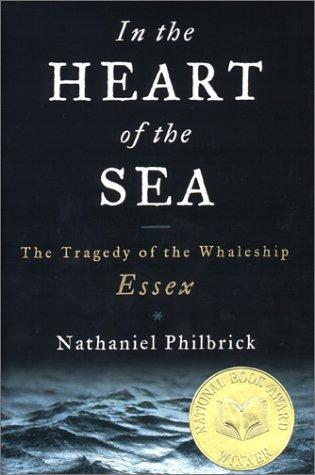 In the
HEART
of the
SEA
The Tragedy of the Whaleship
Essex
*
Nathaniel Philbrick
NATIONAL BOOK AWARD
WINNER